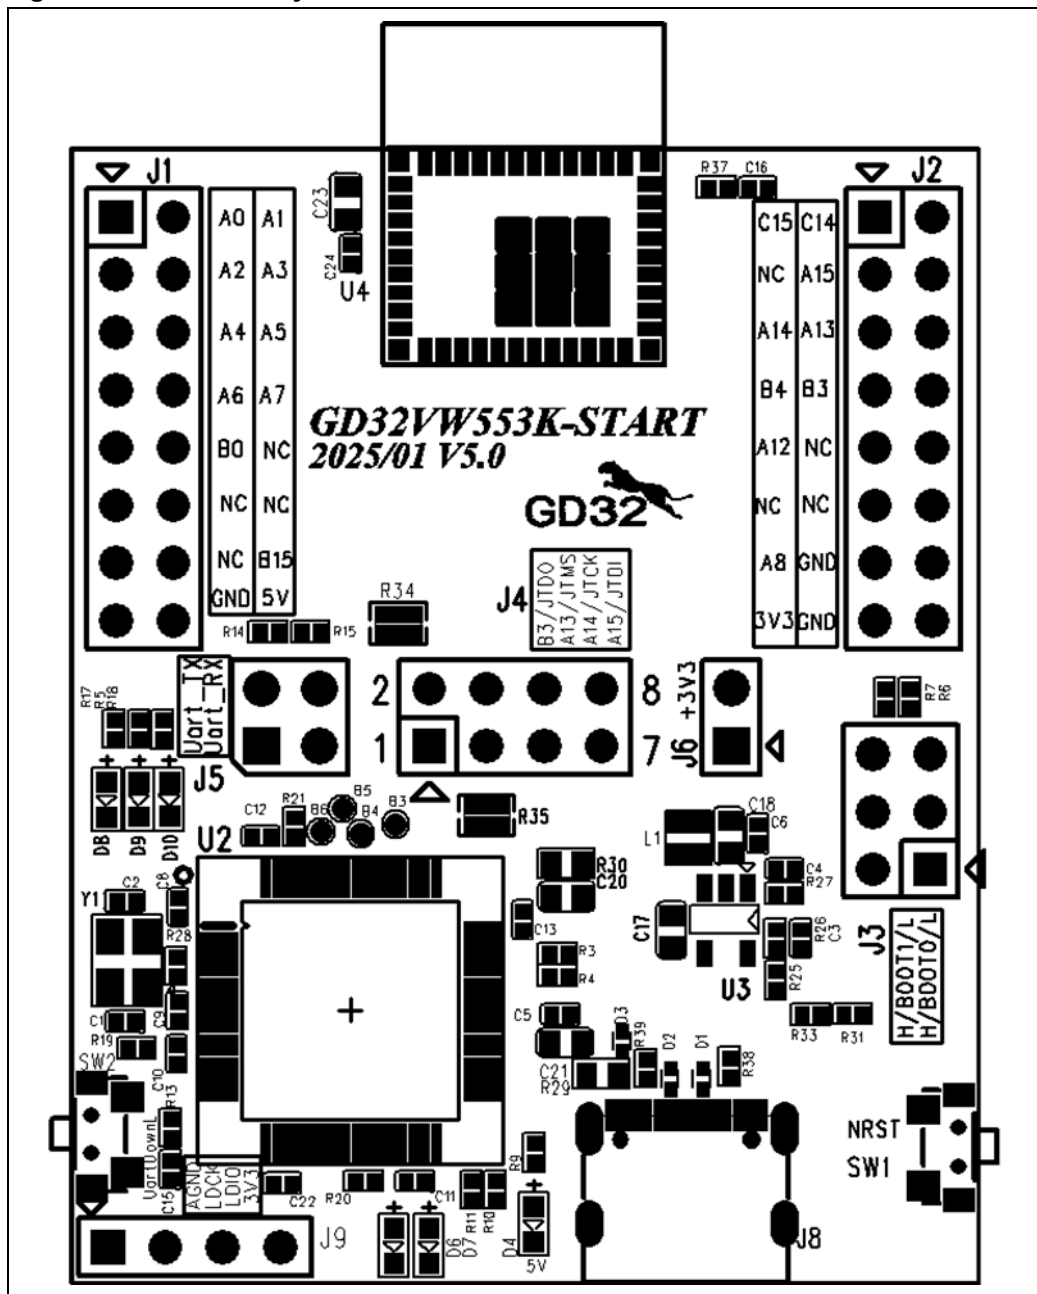 J1
J2
R37 C16
C23
C24
U4
A0 A1
A2 A3
A4 A5
A6 A7
B0 NC
NC NC
NC B15
GND 5V
C15 C14
NC A15
A14 A13
B4 B3
A12 NC
NC NC
A8 GND
3V3 GND
GD32VW553K-START
2025/01 V5.0
GD32
R14 R15
R34
J4
B3/JTDO
A13/JTMS
A14/JTCK
A15/JTDI
Uart_TX
Uart_RX
J5
2 8
1 7
+3V3
J6
R7
R6
R17
R5
R18
+ + +
D8 D9 D10
C12 R21
B6 B5 B4 B3
R35
U2
L1 C18 C6
R30
C20
C4
R27
Y1 C2 C8
R28
C13
C17
R26
C3
J3
H/BOOT1/L
H/BOOT0/L
R3
R4
U3
R25
C1 C9
R19
C5
R33 R31
SW2 C10
D3 R39 D2 D1 R38
C21
R29
R13
UartDownL
C15
AGND
LDCK
LDIO
3V3
C22
R20 C11
R11
R10
R9
NRST
SW1
J9
+ + +
D6
D7
D4
5V
J8